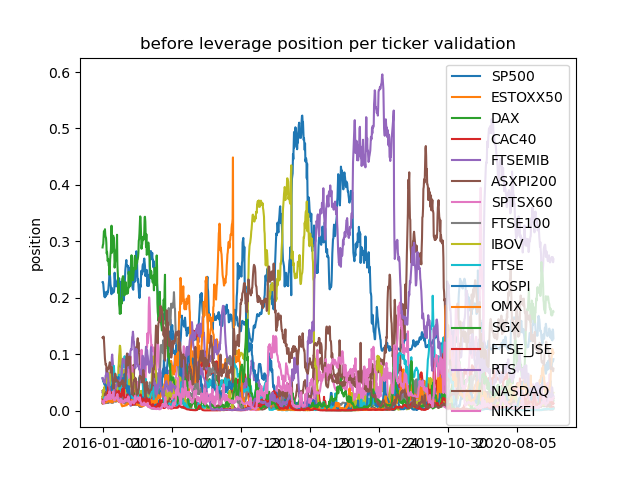 before leverage position per ticker validation
position
0.6
0.5
0.4
0.3
0.2
0.1
0.0
SP500
ESTOXX50
DAX
CAC40
FTSEMIB
ASXPI200
SPTSX60
FTSE100
IBOV
FTSE
KOSPI
OMX
SGX
FTSE_JSE
RTS
NASDAQ
NIKKEI
2016-01-01 2016-10-07 2017-07-13 2018-04-19 2019-01-24 2019-10-30 2020-08-05